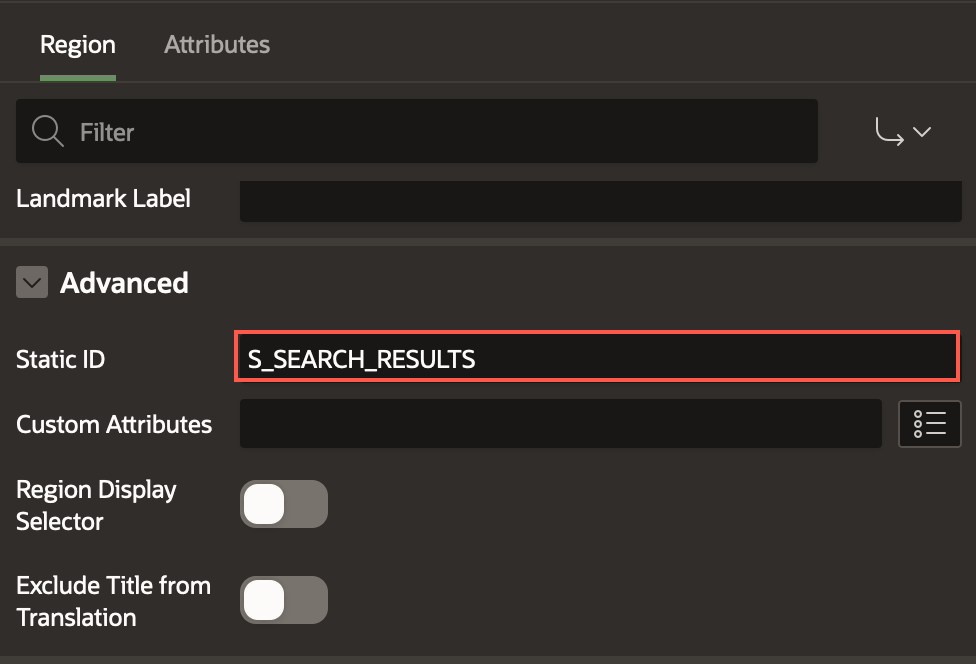 Region Attributes
Filter
Landmark Label
Advanced
Static ID S_SEARCH_RESULTS
Custom Attributes
Region Display
Selector
Exclude Title from
Translation